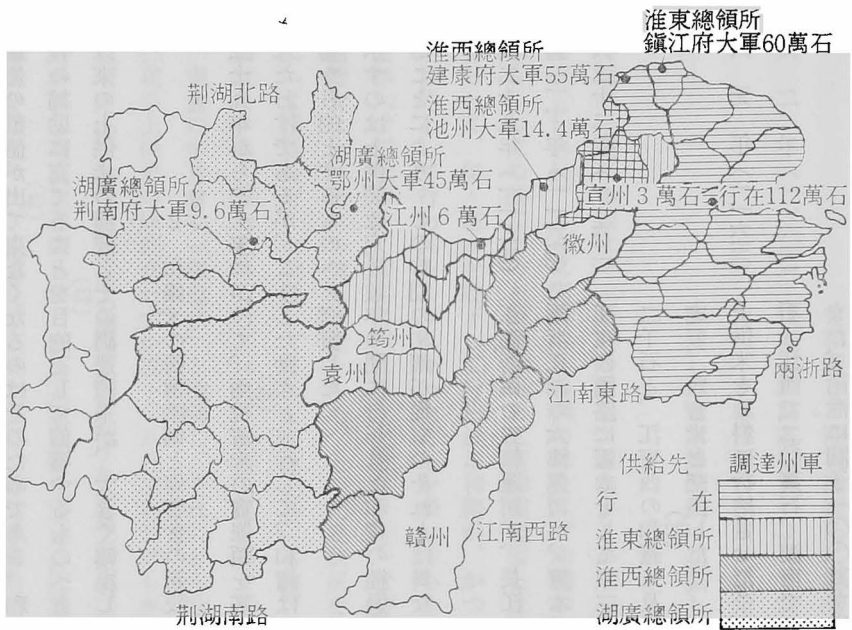 淮東總領所
鎭江府大軍60萬石
淮西總領所
建康府大軍55萬石
荆湖北路
淮西總領所
池州大軍14.4萬石
湖廣總領所
鄂州大軍45萬石
湖廣總領所
荆南府大軍9.6萬石
宣州3萬石
行在112萬石
江州6萬石
徽州
筠州
袁州
兩浙路
江南東路
供給先 調達州軍
行在
贛州
江南西路
淮東總領所
淮西總領所
湖廣總領所
荆湖南路